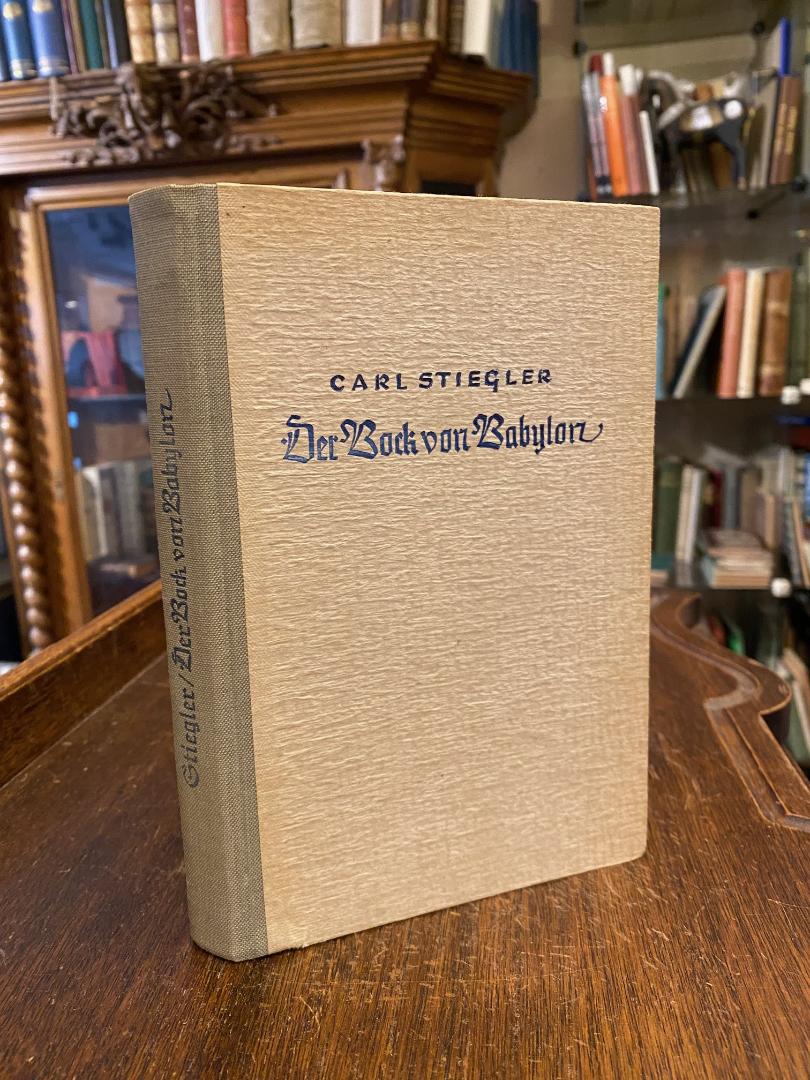 CARL STIEGLER
Der Bock von Babylon
Stiegler / Der Bock von Babylon